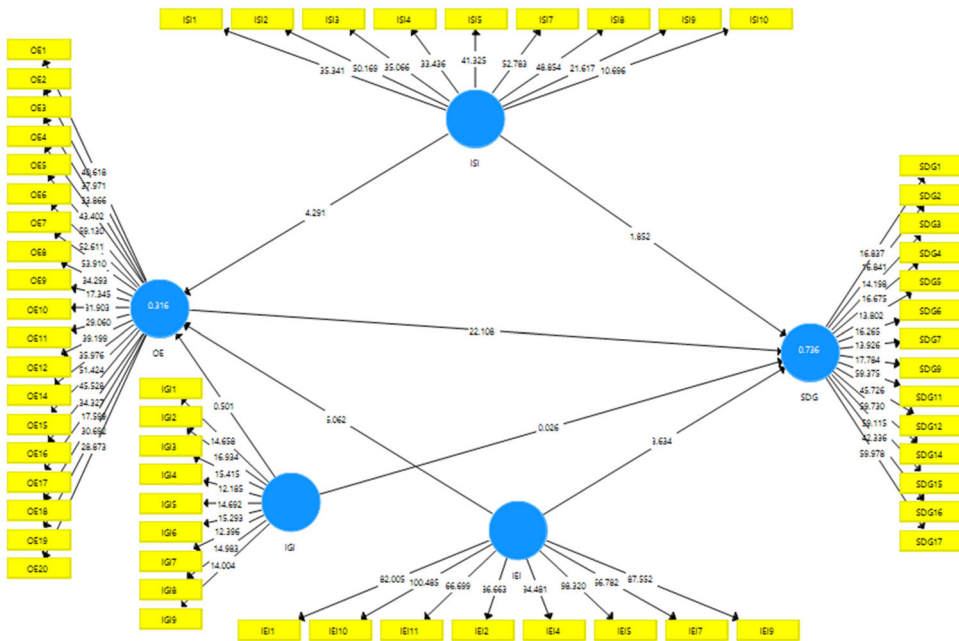 ISI1 ISI2 ISI3 ISI4 ISI5 ISI7 ISI8 ISI9 ISI10
35.341 50.169 35.066 33.436 41.325 52.783 48.854 21.617 10.696
ISI
OE1
OE2
OE3
OE4
OE5
OE6
OE7
OE8
OE9
OE10
OE11
OE12
OE14
OE15
OE16
OE17
OE18
OE19
OE20
37.971
33.866
43.402
59.130
52.611
53.910
34.293
17.345
31.903
29.060
39.199
35.976
51.424
45.528
34.327
30.692
28.873
0.316
OE
4.291
1.852
22.108
0.501
0.026
3.634
SDG1
SDG2
SDG3
SDG4
SDG5
SDG6
SDG7
SDG9
SDG11
SDG12
SDG14
SDG15
SDG16
SDG17
16.837
16.841
14.198
16.675
13.802
16.265
13.926
17.784
59.375
45.726
59.730
59.115
42.336
59.978
0.736
SDG
IGI1
IGI2
IGI3
IGI4
IGI5
IGI6
IGI7
IGI8
IGI9
14.658
16.934
15.415
12.185
14.692
15.293
12.396
14.983
14.004
IGI
IEI
82.005 100.485 66.699 36.663 34.481 98.320 56.782 87.552
IEI1 IEI10 IEI11 IEI2 IEI4 IEI5 IEI7 IEI9